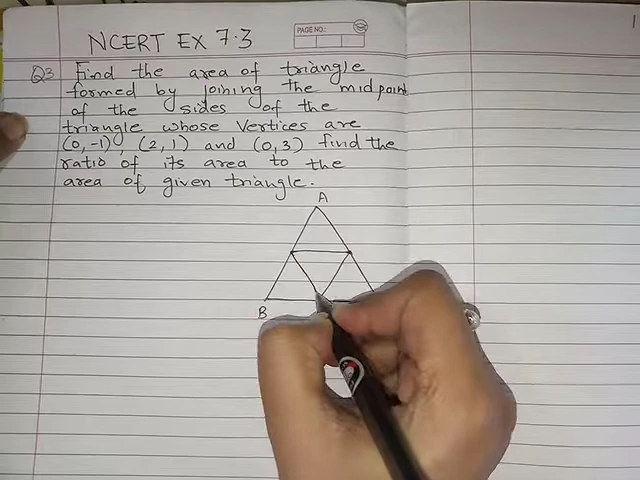 1
NCERT EX 7.3
PAGE NO.:
Q3 Find the area of triangle
formed by joining the midpoint
of the sides of the
triangle whose vertices are
(0,-1), (2,1) and (0,3) find the
ratio of its area to the
area of given triangle.
A
B